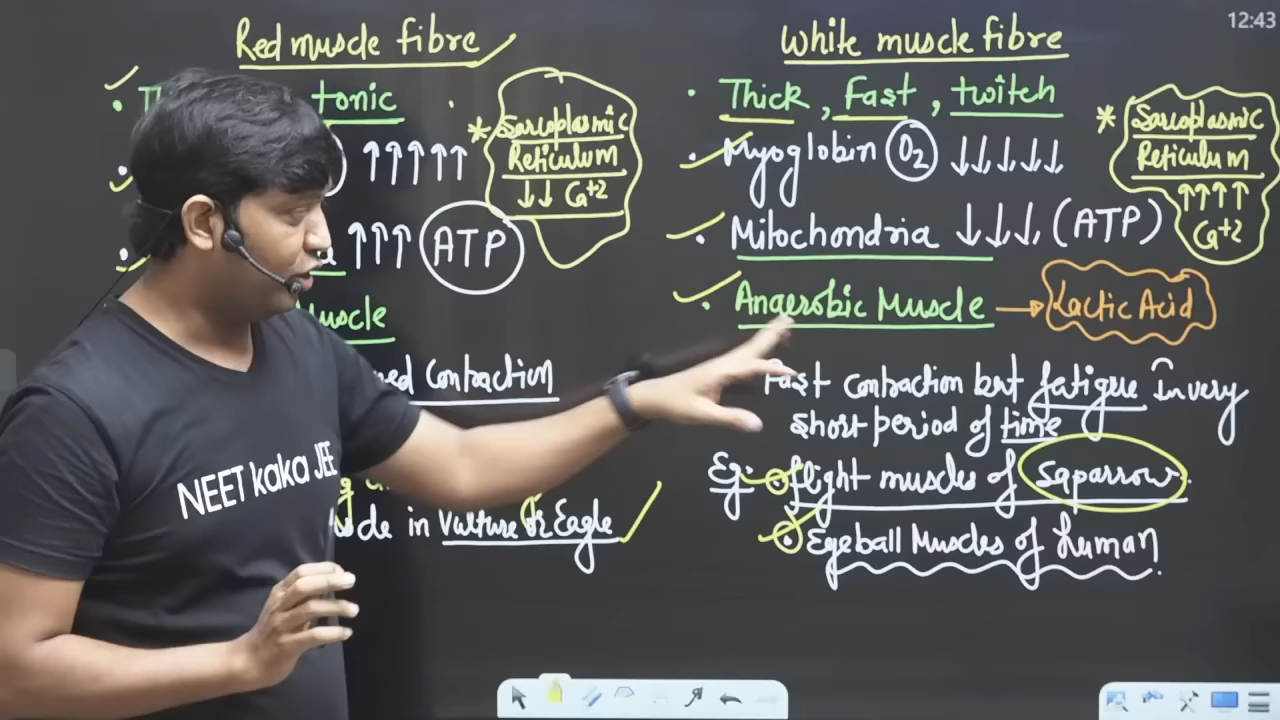 12:43
Red muscle fibre
tonic
↑↑↑↑↑
* Sarcoplasmic
Reticulum
↓↓ Ca+2
↑↑↑ ATP
Muscle
Contraction
in Vulture or Eagle
White muscle fibre
• Thick, Fast, twitch
• Myoglobin O2 ↓↓↓↓↓
* Sarcoplasmic
Reticulum
↑↑↑↑
Ca+2
• Mitochondria ↓↓↓ (ATP)
• Anaerobic Muscle → Lactic Acid
Fast contraction but fatigue in very
short period of time
Eg: • flight muscles of Saparrow.
• Eyeball Muscles of human.
NEET kaka JEE